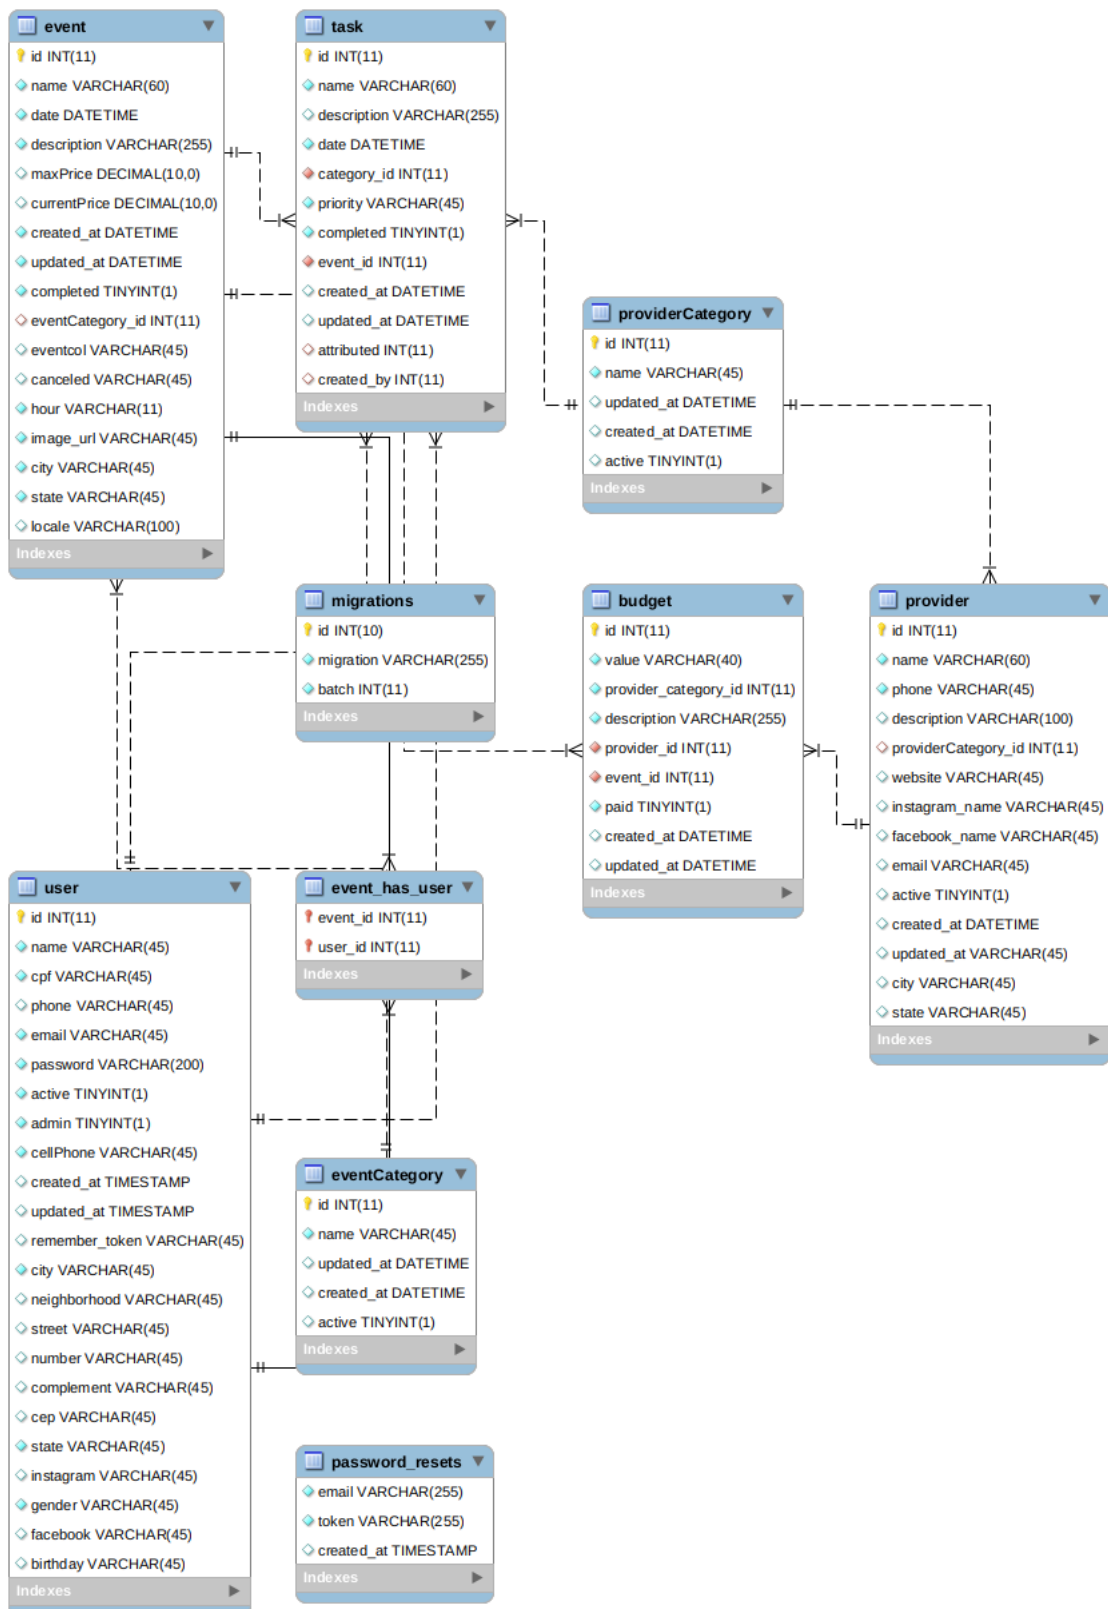 event
id INT(11)
name VARCHAR(60)
date DATETIME
description VARCHAR(255)
maxPrice DECIMAL(10,0)
currentPrice DECIMAL(10,0)
created_at DATETIME
updated_at DATETIME
completed TINYINT(1)
eventCategory_id INT(11)
eventcol VARCHAR(45)
canceled VARCHAR(45)
hour VARCHAR(11)
image_url VARCHAR(45)
city VARCHAR(45)
state VARCHAR(45)
locale VARCHAR(100)
Indexes
task
id INT(11)
name VARCHAR(60)
description VARCHAR(255)
date DATETIME
category_id INT(11)
priority VARCHAR(45)
completed TINYINT(1)
event_id INT(11)
created_at DATETIME
updated_at DATETIME
attributed INT(11)
created_by INT(11)
Indexes
providerCategory
id INT(11)
name VARCHAR(45)
updated_at DATETIME
created_at DATETIME
active TINYINT(1)
Indexes
migrations
id INT(10)
migration VARCHAR(255)
batch INT(11)
Indexes
budget
id INT(11)
value VARCHAR(40)
provider_category_id INT(11)
description VARCHAR(255)
provider_id INT(11)
event_id INT(11)
paid TINYINT(1)
created_at DATETIME
updated_at DATETIME
Indexes
provider
id INT(11)
name VARCHAR(60)
phone VARCHAR(45)
description VARCHAR(100)
providerCategory_id INT(11)
website VARCHAR(45)
instagram_name VARCHAR(45)
facebook_name VARCHAR(45)
email VARCHAR(45)
active TINYINT(1)
created_at DATETIME
updated_at VARCHAR(45)
city VARCHAR(45)
state VARCHAR(45)
Indexes
user
id INT(11)
name VARCHAR(45)
cpf VARCHAR(45)
phone VARCHAR(45)
email VARCHAR(45)
password VARCHAR(200)
active TINYINT(1)
admin TINYINT(1)
cellPhone VARCHAR(45)
created_at TIMESTAMP
updated_at TIMESTAMP
remember_token VARCHAR(45)
city VARCHAR(45)
neighborhood VARCHAR(45)
street VARCHAR(45)
number VARCHAR(45)
complement VARCHAR(45)
cep VARCHAR(45)
state VARCHAR(45)
instagram VARCHAR(45)
gender VARCHAR(45)
facebook VARCHAR(45)
birthday VARCHAR(45)
Indexes
event_has_user
event_id INT(11)
user_id INT(11)
Indexes
eventCategory
id INT(11)
name VARCHAR(45)
updated_at DATETIME
created_at DATETIME
active TINYINT(1)
Indexes
password_resets
email VARCHAR(255)
token VARCHAR(255)
created_at TIMESTAMP
Indexes